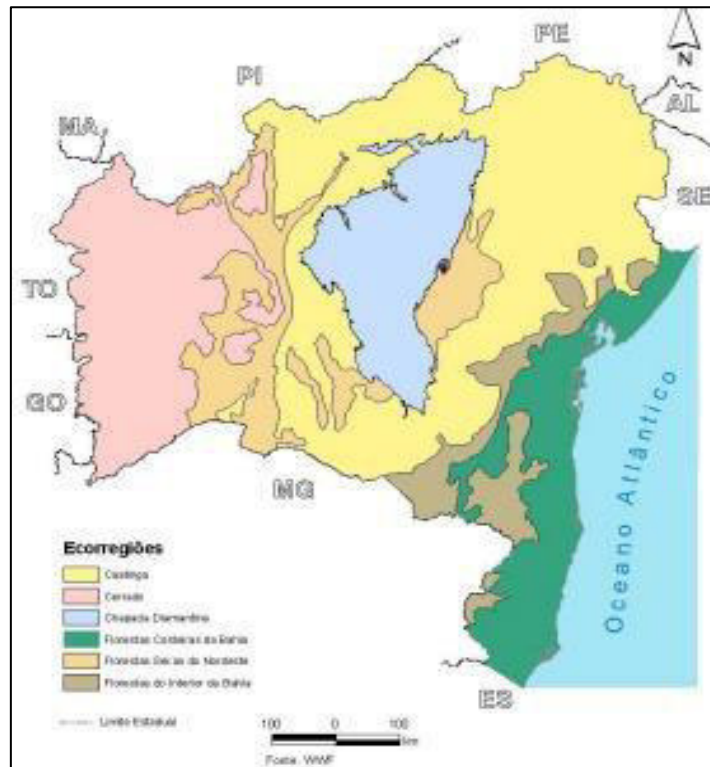 PE
N
PI
AL
MA
SE
TO
GO
MG
Oceano Atlântico
Ecorregiões
Caatinga
Cerrado
Chapada Diamantina
Florestas Costeiras da Bahia
Florestas Secas do Nordeste
Florestas do Interior da Bahia
Limite Estadual
ES
100 0 100
Km
Fonte: WWF